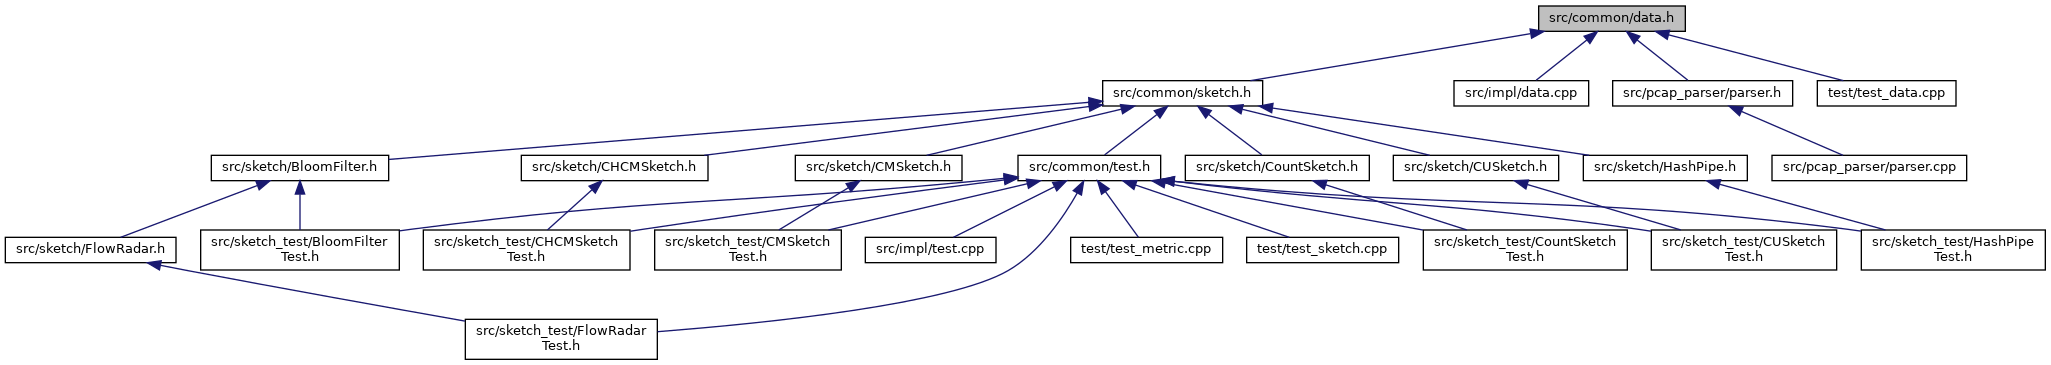 src/common/data.h
src/common/sketch.h
src/impl/data.cpp
src/pcap_parser/parser.h
test/test_data.cpp
src/sketch/BloomFilter.h
src/sketch/CHCMSketch.h
src/sketch/CMSketch.h
src/common/test.h
src/sketch/CountSketch.h
src/sketch/CUSketch.h
src/sketch/HashPipe.h
src/pcap_parser/parser.cpp
src/sketch/FlowRadar.h
src/sketch_test/BloomFilter
Test.h
src/sketch_test/CHCMSketch
Test.h
src/sketch_test/CMSketch
Test.h
src/impl/test.cpp
test/test_metric.cpp
test/test_sketch.cpp
src/sketch_test/CountSketch
Test.h
src/sketch_test/CUSketch
Test.h
src/sketch_test/HashPipe
Test.h
src/sketch_test/FlowRadar
Test.h